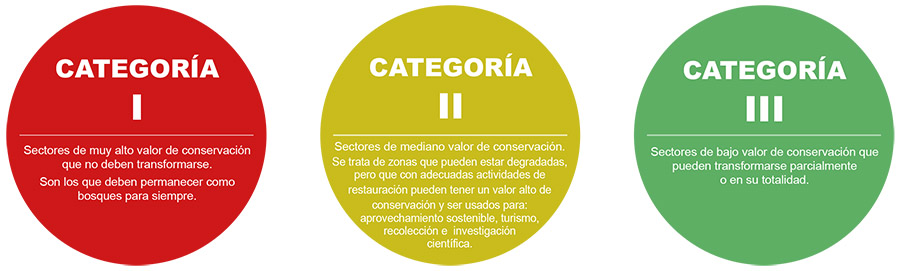 CATEGORÍA
I
Sectores de muy alto valor de conservación
que no deben transformarse.
Son los que deben permanecer como
bosques para siempre.
CATEGORÍA
II
Sectores de mediano valor de conservación.
Se trata de zonas que pueden estar degradadas,
pero que con adecuadas actividades de
restauración pueden tener un valor alto de
conservación y ser usados para:
aprovechamiento sostenible, turismo,
recolección e investigación
científica.
CATEGORÍA
III
Sectores de bajo valor de conservación que
pueden transformarse parcialmente
o en su totalidad.